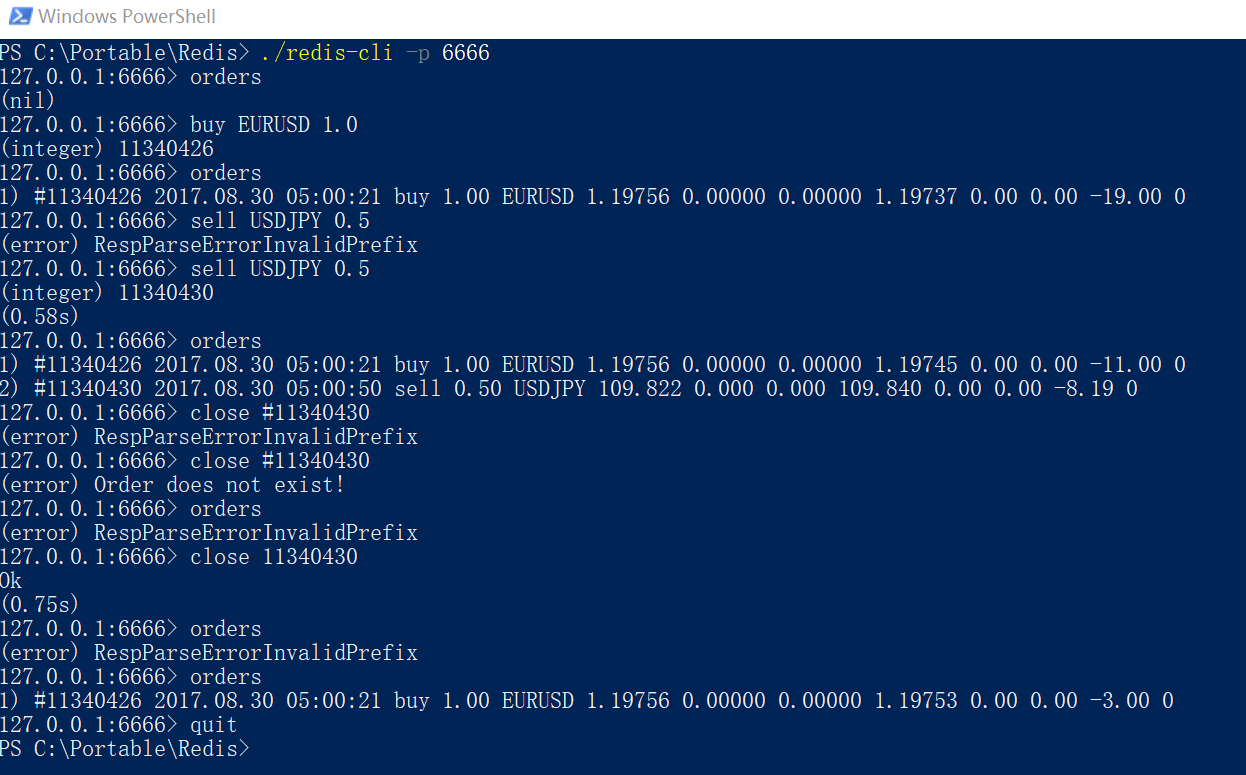 Windows PowerShell
PS C:\Portable\Redis> ./redis-cli -p 6666
127.0.0.1:6666> orders
(nil)
127.0.0.1:6666> buy EURUSD 1.0
(integer) 11340426
127.0.0.1:6666> orders
1) #11340426 2017.08.30 05:00:21 buy 1.00 EURUSD 1.19756 0.00000 0.00000 1.19737 0.00 0.00 -19.00 0
127.0.0.1:6666> sell USDJPY 0.5
(error) RespParseErrorInvalidPrefix
127.0.0.1:6666> sell USDJPY 0.5
(integer) 11340430
(0.58s)
127.0.0.1:6666> orders
1) #11340426 2017.08.30 05:00:21 buy 1.00 EURUSD 1.19756 0.00000 0.00000 1.19745 0.00 0.00 -11.00 0
2) #11340430 2017.08.30 05:00:50 sell 0.50 USDJPY 109.822 0.000 0.000 109.840 0.00 0.00 -8.19 0
127.0.0.1:6666> close #11340430
(error) RespParseErrorInvalidPrefix
127.0.0.1:6666> close #11340430
(error) Order does not exist!
127.0.0.1:6666> orders
(error) RespParseErrorInvalidPrefix
127.0.0.1:6666> close 11340430
Ok
(0.75s)
127.0.0.1:6666> orders
(error) RespParseErrorInvalidPrefix
127.0.0.1:6666> orders
1) #11340426 2017.08.30 05:00:21 buy 1.00 EURUSD 1.19756 0.00000 0.00000 1.19753 0.00 0.00 -3.00 0
127.0.0.1:6666> quit
PS C:\Portable\Redis>